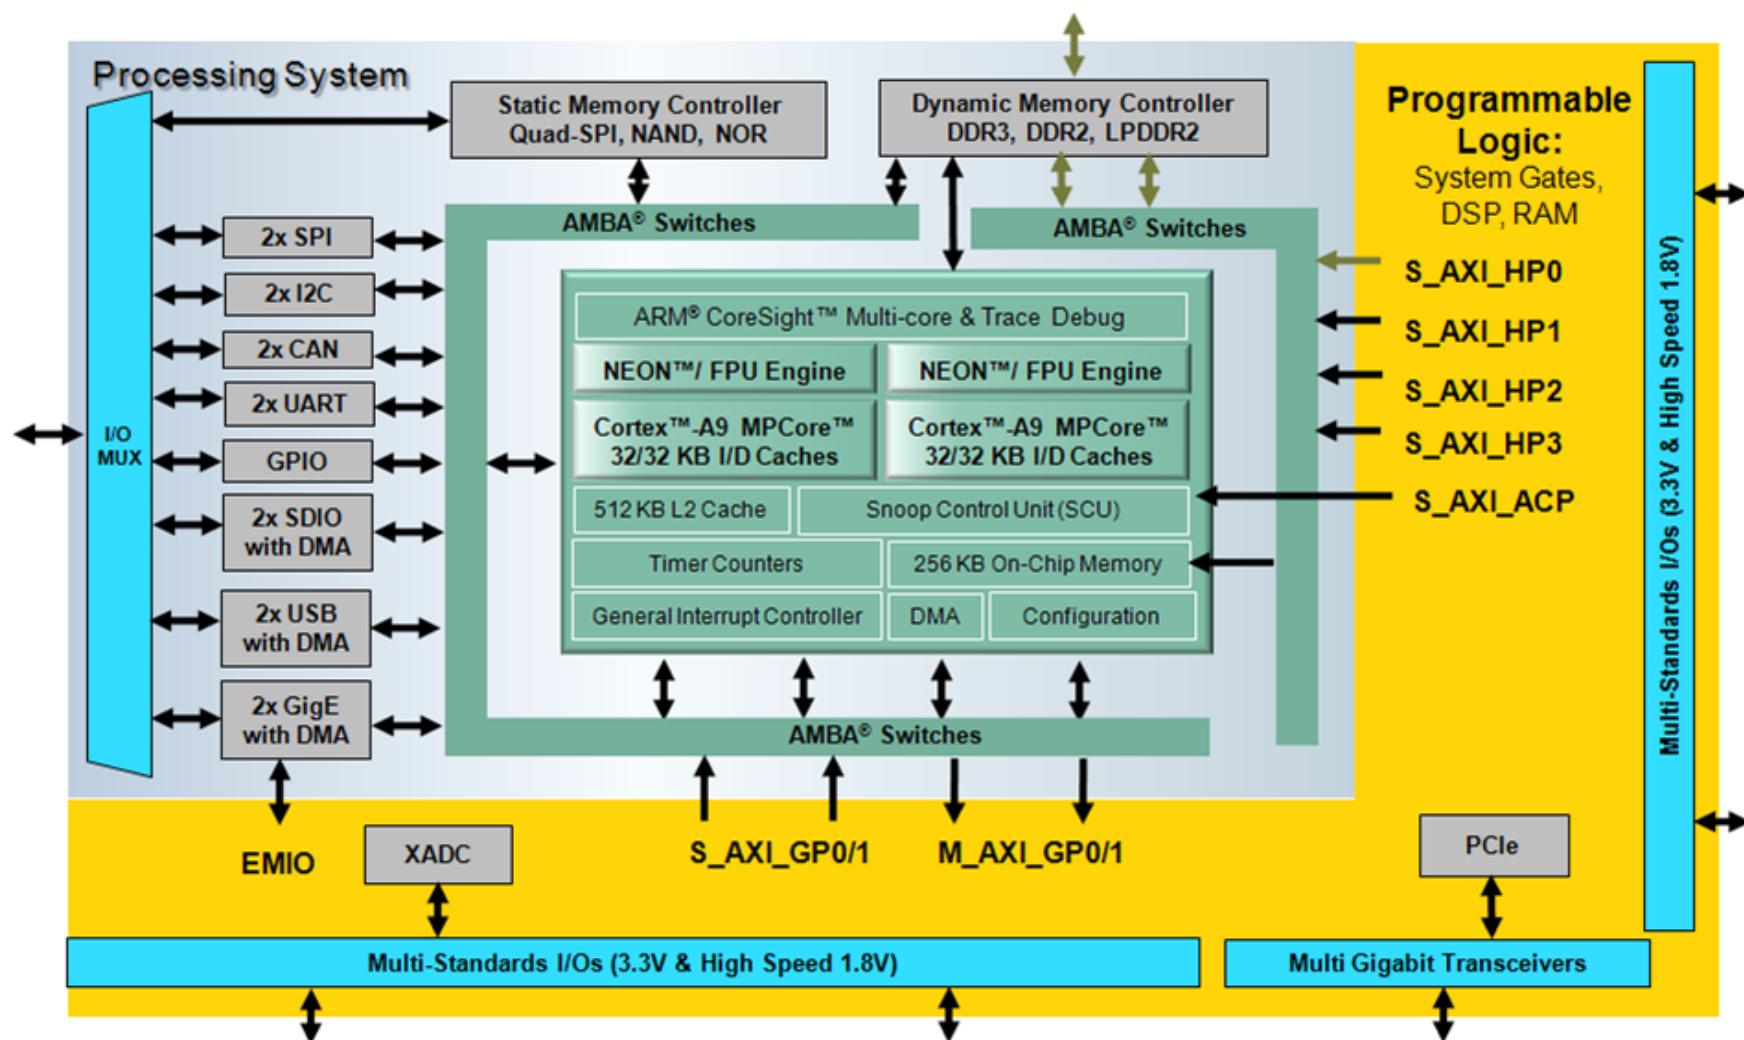 Processing System
Static Memory Controller
Quad-SPI, NAND, NOR
Dynamic Memory Controller
DDR3, DDR2, LPDDR2
Programmable
Logic:
System Gates,
DSP, RAM
I/O
MUX
2x SPI
2x I2C
2x CAN
2x UART
GPIO
2x SDIO
with DMA
2x USB
with DMA
2x GigE
with DMA
AMBA® Switches
AMBA® Switches
ARM® CoreSight™ Multi-core & Trace Debug
NEON™/ FPU Engine
NEON™/ FPU Engine
Cortex™-A9 MPCore™
32/32 KB I/D Caches
Cortex™-A9 MPCore™
32/32 KB I/D Caches
512 KB L2 Cache
Snoop Control Unit (SCU)
Timer Counters
256 KB On-Chip Memory
General Interrupt Controller
DMA
Configuration
AMBA® Switches
S_AXI_HP0
S_AXI_HP1
S_AXI_HP2
S_AXI_HP3
S_AXI_ACP
Multi-Standards I/Os (3.3V & High Speed 1.8V)
EMIO
XADC
S_AXI_GP0/1
M_AXI_GP0/1
PCIe
Multi-Standards I/Os (3.3V & High Speed 1.8V)
Multi Gigabit Transceivers